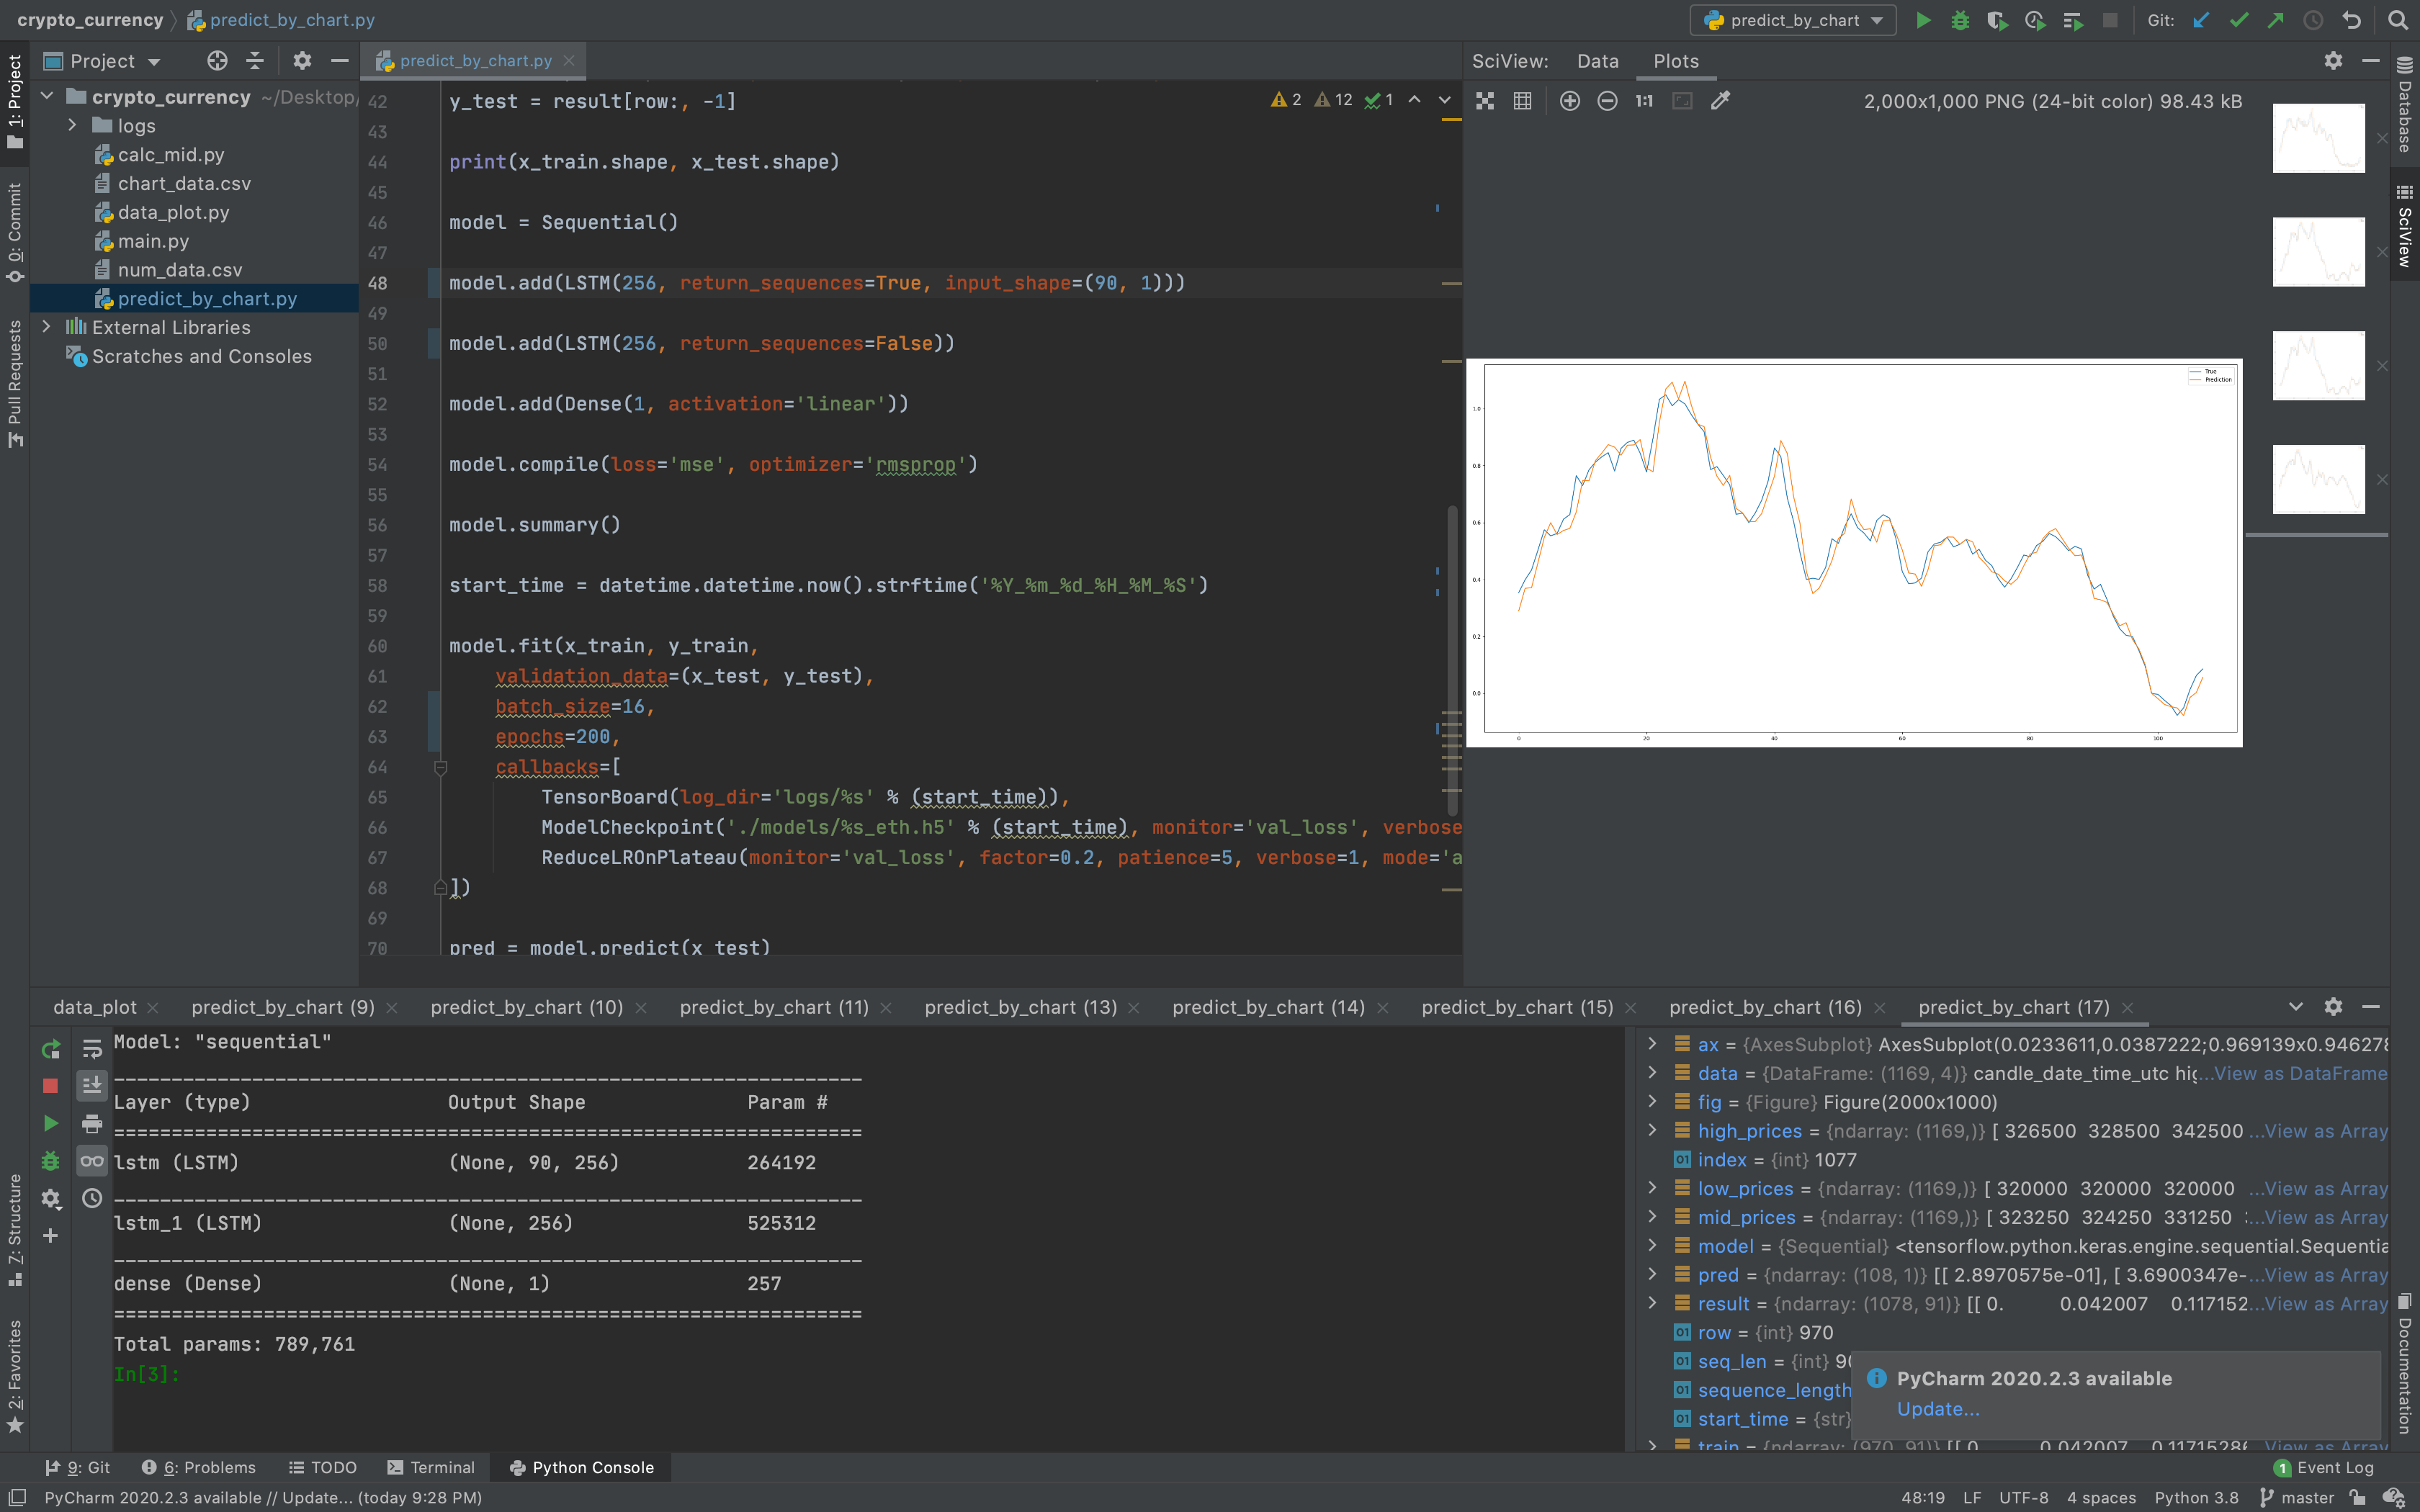 crypto_currency
predict_by_chart.py
predict_by_chart
Git:
1: Project
0: Commit
Pull Requests
Z: Structure
2: Favorites
Project
crypto_currency ~/Desktop/
logs
calc_mid.py
chart_data.csv
data_plot.py
main.py
num_data.csv
predict_by_chart.py
External Libraries
Scratches and Consoles
predict_by_chart.py
2 12 1
42 y_test = result[row:, -1]
43
44 print(x_train.shape, x_test.shape)
45
46 model = Sequential()
47
48 model.add(LSTM(256, return_sequences=True, input_shape=(90, 1)))
49
50 model.add(LSTM(256, return_sequences=False))
51
52 model.add(Dense(1, activation='linear'))
53
54 model.compile(loss='mse', optimizer='rmsprop')
55
56 model.summary()
57
58 start_time = datetime.datetime.now().strftime('%Y_%m_%d_%H_%M_%S')
59
60 model.fit(x_train, y_train,
61 validation_data=(x_test, y_test),
62 batch_size=16,
63 epochs=200,
64 callbacks=[
65 TensorBoard(log_dir='logs/%s' % (start_time)),
66 ModelCheckpoint('./models/%s_eth.h5' % (start_time), monitor='val_loss', verbose
67 ReduceLROnPlateau(monitor='val_loss', factor=0.2, patience=5, verbose=1, mode='a
68 ])
69
70 pred = model.predict(x_test)
SciView: Data Plots
1:1
2,000x1,000 PNG (24-bit color) 98.43 kB
True
Prediction
1.0
0.8
0.6
0.4
0.2
0.0
0 20 40 60 80 100
Database
SciView
Documentation
data_plot predict_by_chart (9) predict_by_chart (10) predict_by_chart (11) predict_by_chart (13) predict_by_chart (14) predict_by_chart (15) predict_by_chart (16) predict_by_chart (17)
Model: "sequential"
_________________________________________________________________
Layer (type) Output Shape Param #
=================================================================
lstm (LSTM) (None, 90, 256) 264192
_________________________________________________________________
lstm_1 (LSTM) (None, 256) 525312
_________________________________________________________________
dense (Dense) (None, 1) 257
=================================================================
Total params: 789,761
In[3]:
ax = {AxesSubplot} AxesSubplot(0.0233611,0.0387222;0.969139x0.946278
data = {DataFrame: (1169, 4)} candle_date_time_utc hig...View as DataFrame
fig = {Figure} Figure(2000x1000)
high_prices = {ndarray: (1169,)} [ 326500 328500 342500 ...View as Array
index = {int} 1077
low_prices = {ndarray: (1169,)} [ 320000 320000 320000 ...View as Array
mid_prices = {ndarray: (1169,)} [ 323250 324250 331250 ...View as Array
model = {Sequential} <tensorflow.python.keras.engine.sequential.Sequentia
pred = {ndarray: (108, 1)} [[ 2.8970575e-01], [ 3.6900347e-...View as Array
result = {ndarray: (1078, 91)} [[ 0. 0.042007 0.117152...View as Array
row = {int} 970
seq_len = {int} 90
sequence_length
start_time = {str}
train = {ndarray: (970, 91)} [[ 0. 0.042007 0.1171528...View as Array
PyCharm 2020.2.3 available
Update...
9: Git 6: Problems TODO Terminal Python Console
1 Event Log
PyCharm 2020.2.3 available // Update... (today 9:28 PM)
48:19 LF UTF-8 4 spaces Python 3.8 master